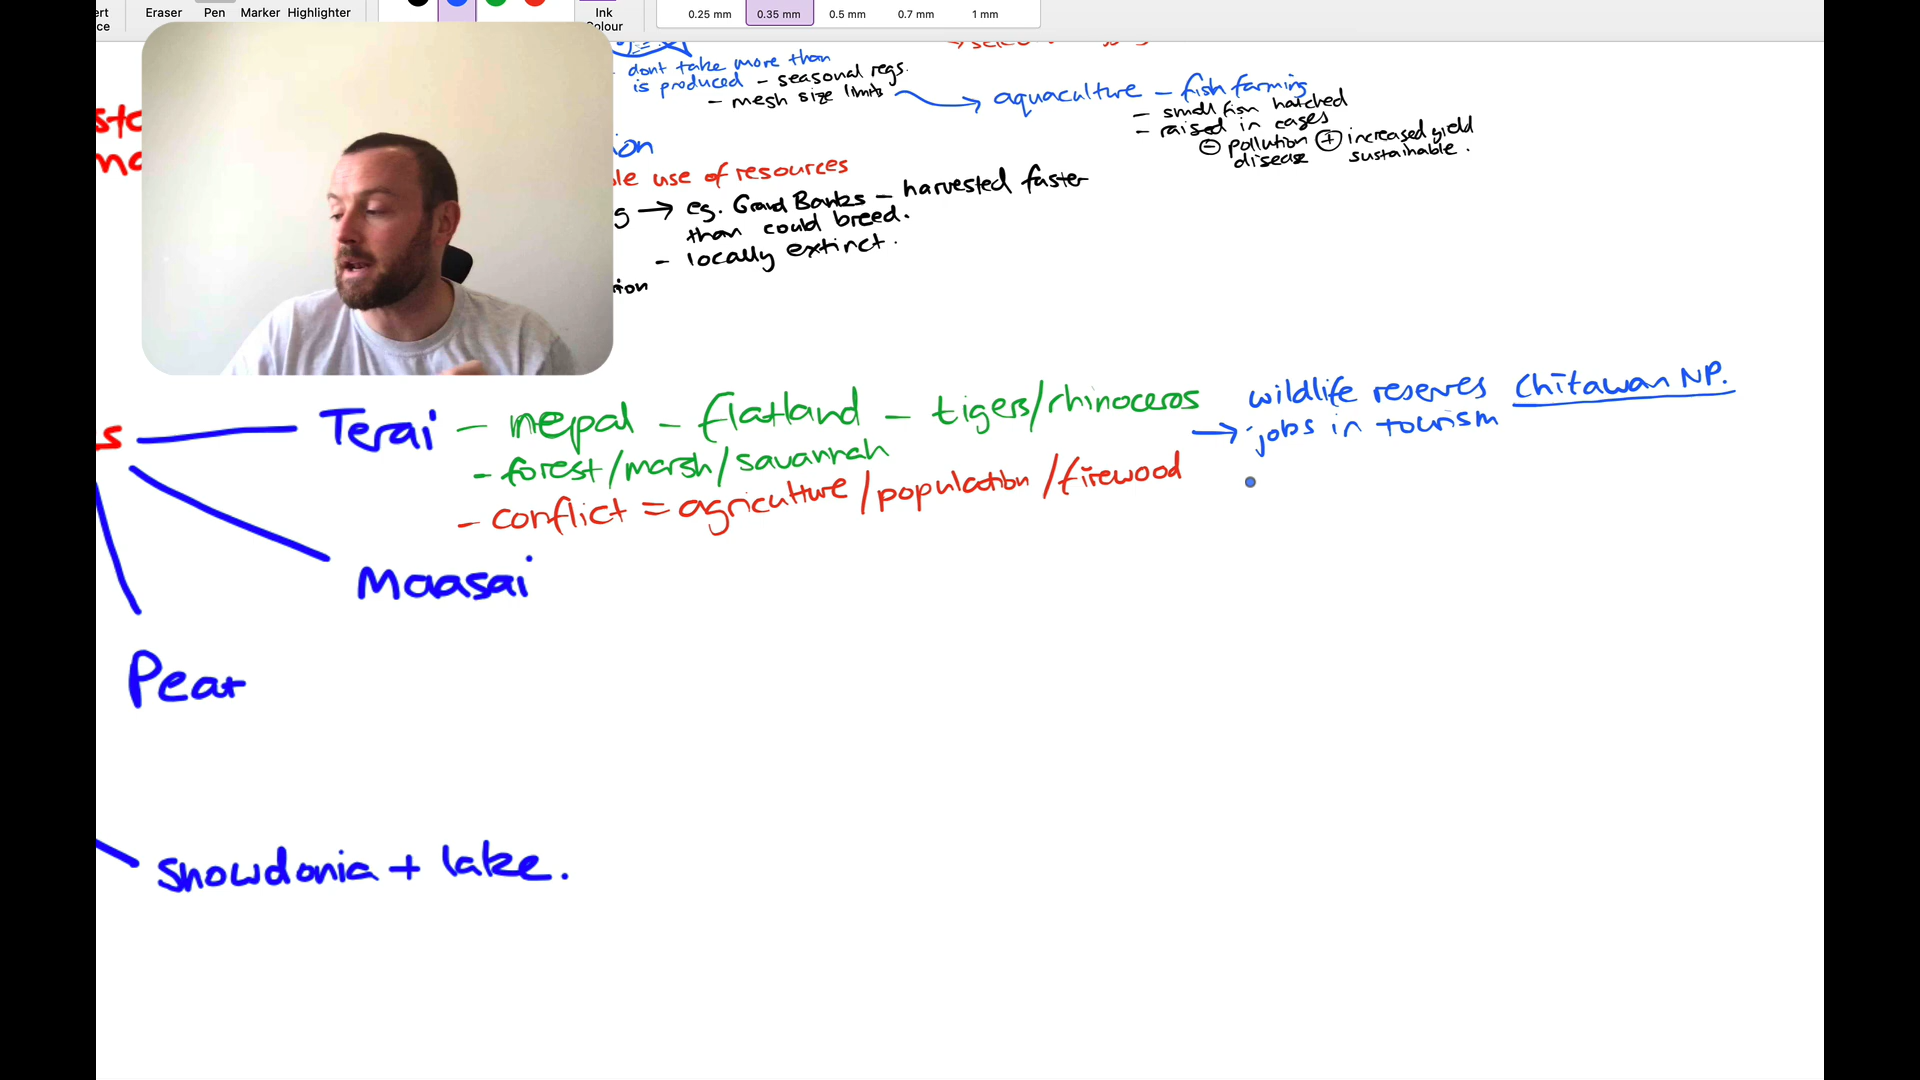 Eraser Pen Marker Highlighter Ink Colour 0.25 mm 0.35 mm 0.5 mm 0.7 mm 1 mm
dont take more than
is produced - seasonal regs.
- mesh size limits
aquaculture - fish farming
- small fish hatched
- raised in cages
⊖ pollution ⊕ increased yield
disease sustainable.
use of resources
→ eg. Grand Banks - harvested faster
than could breed.
- locally extinct.
Terai - nepal - flatland - tigers/rhinoceros
- forest/marsh/savannah
- conflict = agriculture/population/firewood
wildlife reserves Chitawan NP.
→ · jobs in tourism
Maasai
Peat
Snowdonia + lake.